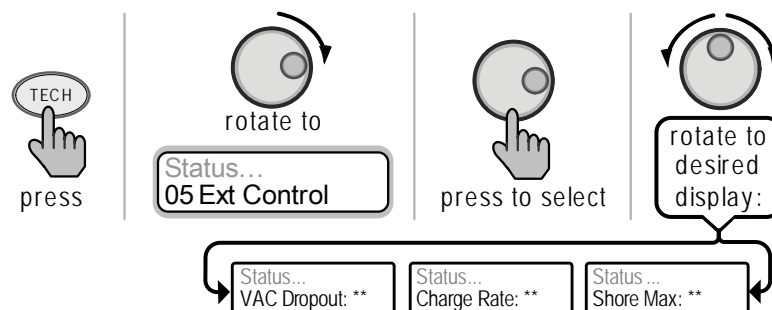 TECH
press
rotate to
Status...
05 Ext Control
press to select
rotate to
desired
display:
Status...
VAC Dropout: **
Status...
Charge Rate: **
Status ...
Shore Max: **